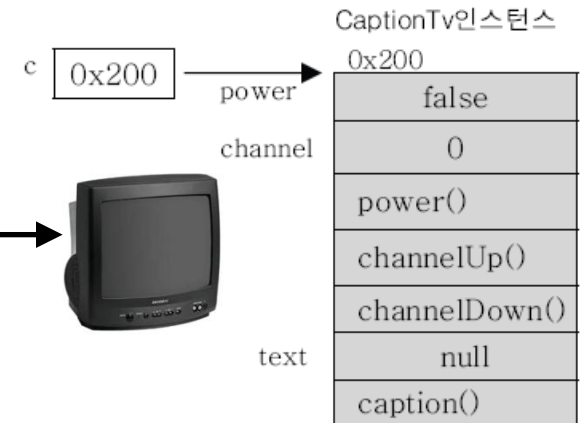 CaptionTv인스턴스
c 0x200 0x200
power false
channel 0
power()
channelUp()
channelDown()
text null
caption()